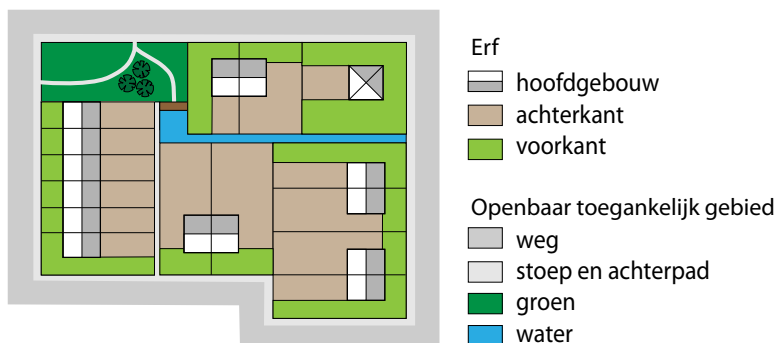 Erf
hoofdgebouw
achterkant
voorkant
Openbaar toegankelijk gebied
weg
stoep en achterpad
groen
water